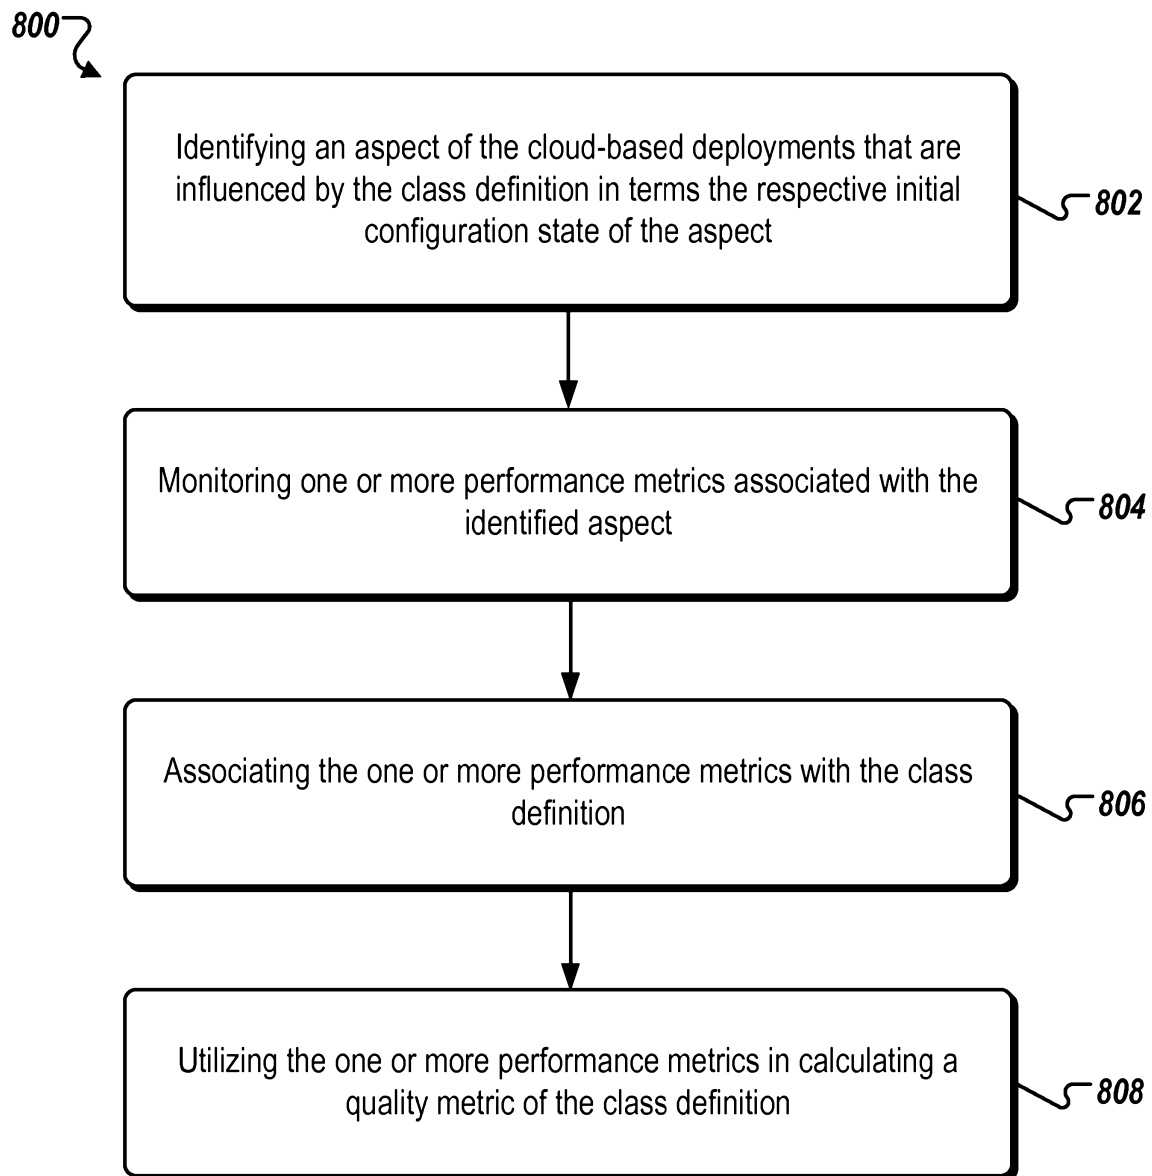 800
Identifying an aspect of the cloud-based deployments that are
influenced by the class definition in terms the respective initial
configuration state of the aspect
802
Monitoring one or more performance metrics associated with the
identified aspect
804
Associating the one or more performance metrics with the class
definition
806
Utilizing the one or more performance metrics in calculating a
quality metric of the class definition
808